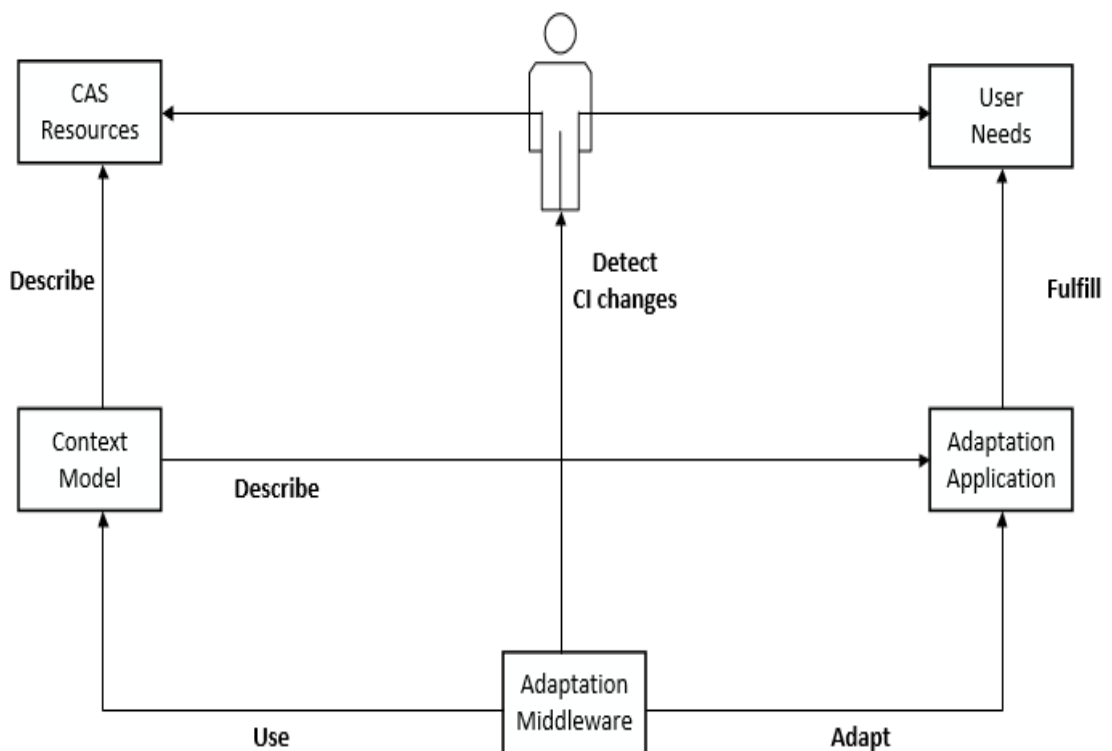 CAS
Resources
User
Needs
Describe
Detect
CI changes
Fulfill
Context
Model
Describe
Adaptation
Application
Adaptation
Middleware
Use
Adapt